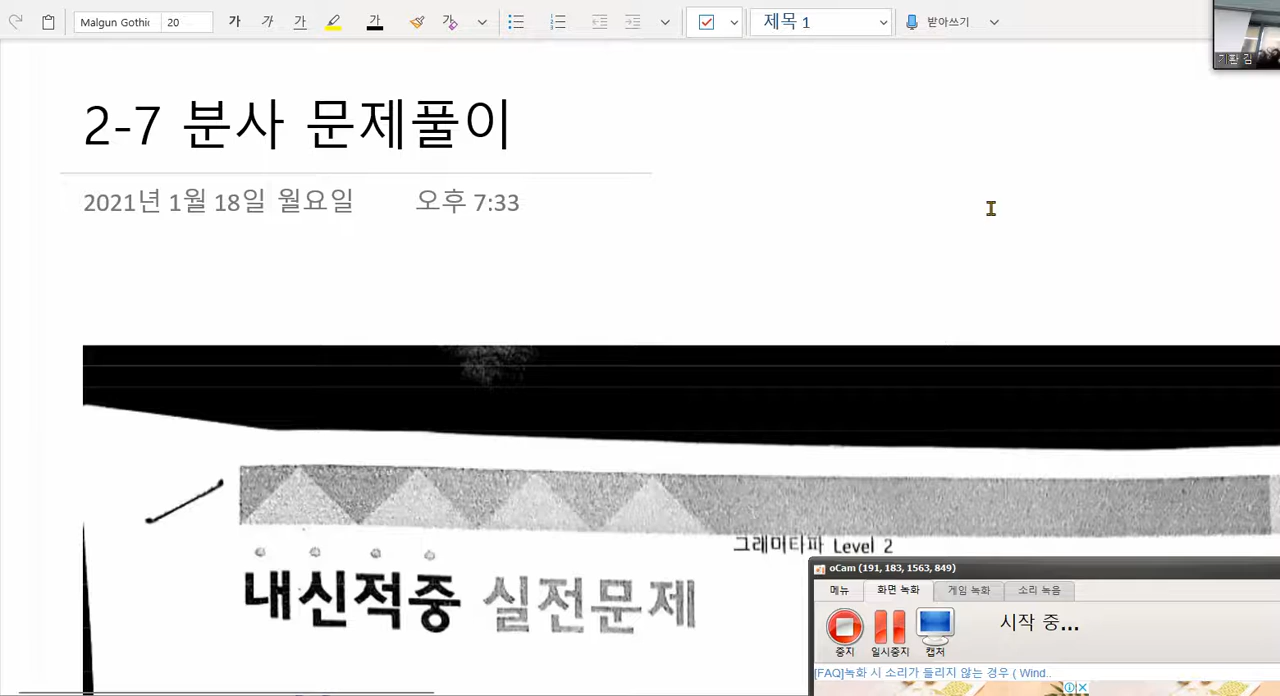 Malgun Gothic 20 가 가 가 가 가 제목 1 받아쓰기
기환 김
2-7 분사 문제풀이
2021년 1월 18일 월요일 오후 7:33
그래머타파 Level 2
내신적중 실전문제
oCam (191, 183, 1563, 849)
메뉴 화면 녹화 게임 녹화 소리 녹음
시작 중...
중지 일시중지 캡처
[FAQ]녹화 시 소리가 들리지 않는 경우 ( Wind..